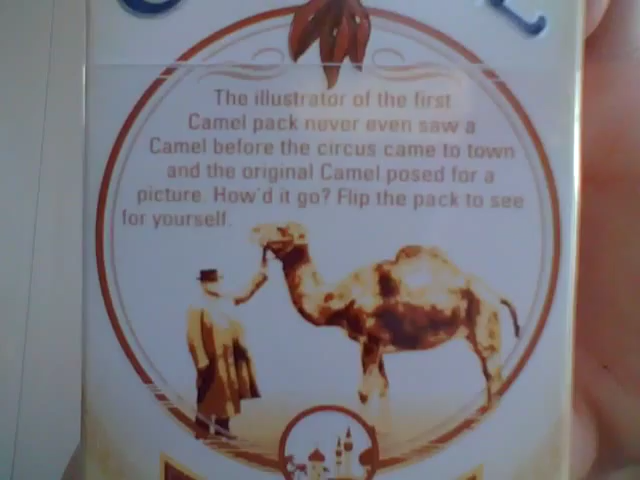 The illustrator of the first
Camel pack never even saw a
Camel before the circus came to town
and the original Camel posed for a
picture. How'd it go? Flip the pack to see
for yourself.